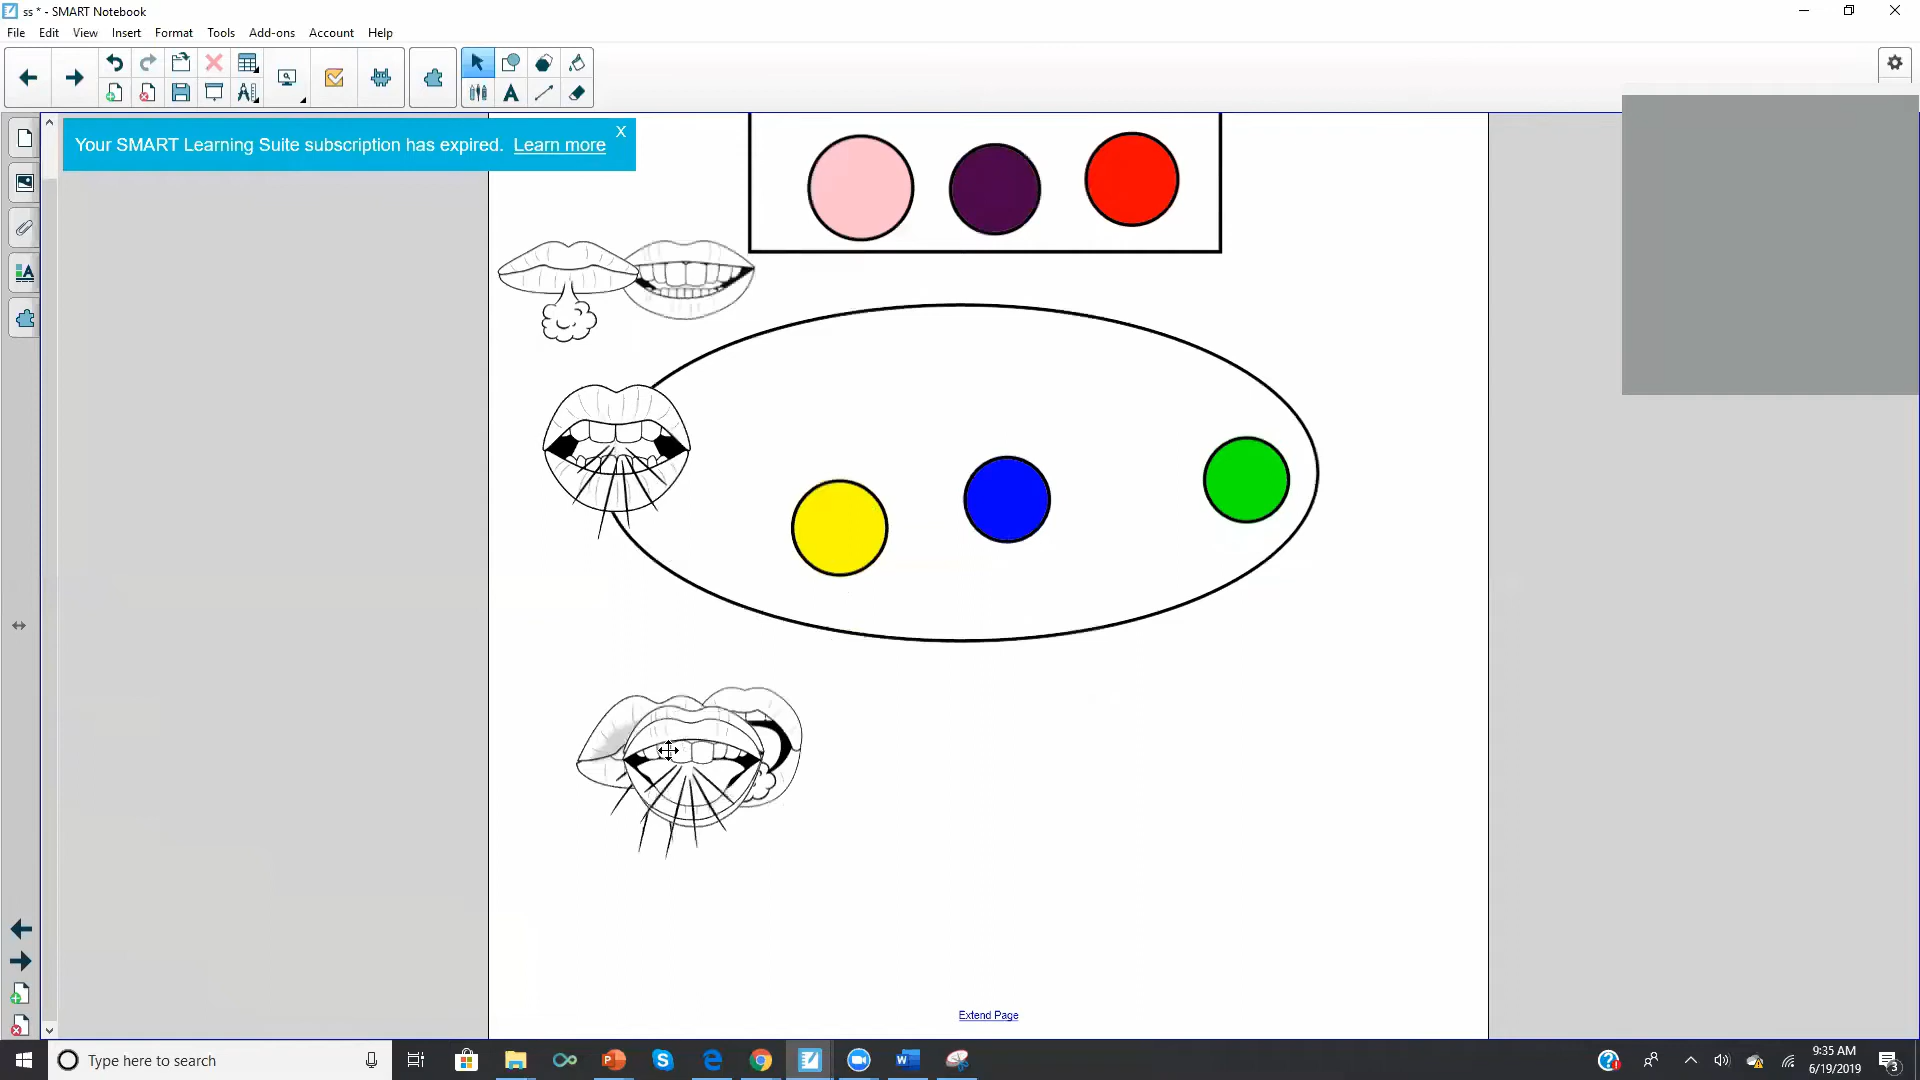 ss * - SMART Notebook
File Edit View Insert Format Tools Add-ons Account Help
Your SMART Learning Suite subscription has expired. Learn more X
Extend Page
Type here to search
9:35 AM
6/19/2019
3